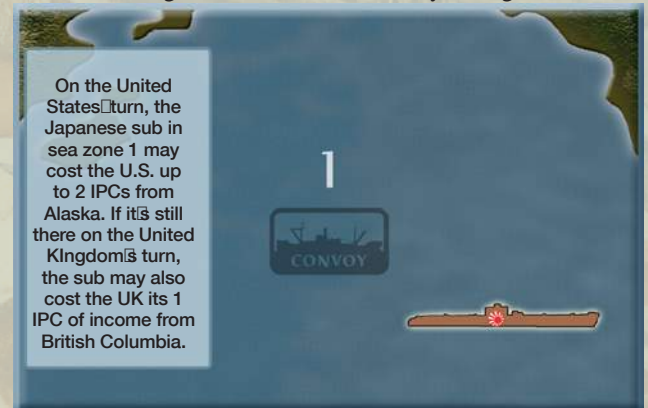 On the United
States□turn, the
Japanese sub in
sea zone 1 may
cost the U.S. up
to 2 IPCs from
Alaska. If it□s still
there on the United
KIngdom□s turn,
the sub may also
cost the UK its 1
IPC of income from
British Columbia.
1
CONVOY